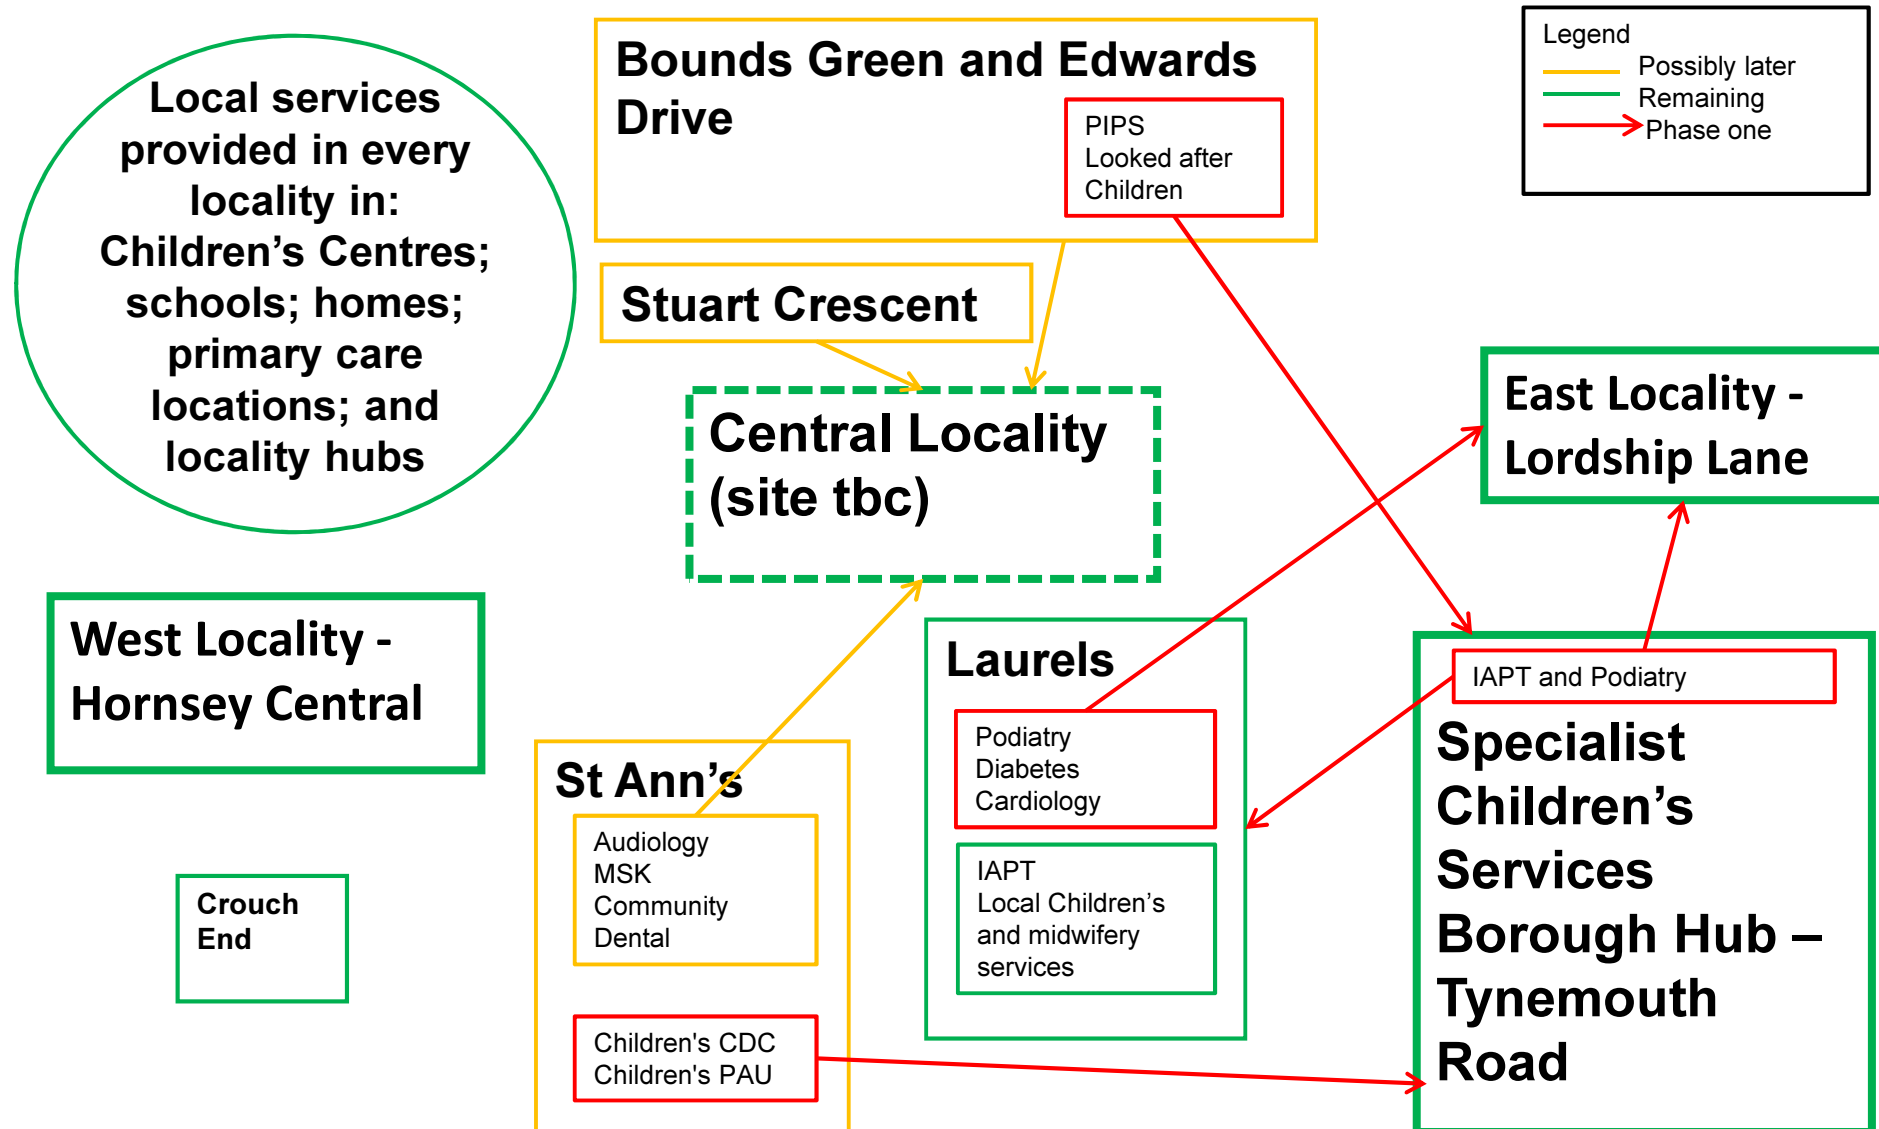 Local services
provided in every
locality in:
Children’s Centres;
schools; homes;
primary care
locations; and
locality hubs
Bounds Green and Edwards
Drive
PIPS
Looked after
Children
Legend
Possibly later
Remaining
Phase one
Stuart Crescent
Central Locality
(site tbc)
East Locality -
Lordship Lane
West Locality -
Hornsey Central
Crouch
End
St Ann’s
Audiology
MSK
Community
Dental
Children's CDC
Children's PAU
Laurels
Podiatry
Diabetes
Cardiology
IAPT
Local Children’s
and midwifery
services
IAPT and Podiatry
Specialist
Children’s
Services
Borough Hub –
Tynemouth
Road